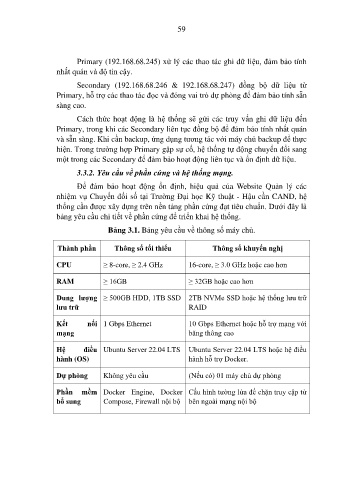 59
Primary (192.168.68.245) xử lý các thao tác ghi dữ liệu, đảm bảo tính
nhất quán và độ tin cậy.
Secondary (192.168.68.246 & 192.168.68.247) đồng bộ dữ liệu từ
Primary, hỗ trợ các thao tác đọc và đóng vai trò dự phòng để đảm bảo tính sẵn
sàng cao.
Cách thức hoạt động là hệ thống sẽ gửi các truy vấn ghi dữ liệu đến
Primary, trong khi các Secondary liên tục đồng bộ để đảm bảo tính nhất quán
và sẵn sàng. Khi cần backup, ứng dụng tương tác với máy chủ backup để thực
hiện. Trong trường hợp Primary gặp sự cố, hệ thống tự động chuyển đổi sang
một trong các Secondary để đảm bảo hoạt động liên tục và ổn định dữ liệu.
3.3.2. Yêu cầu về phần cứng và hệ thống mạng.
Để đảm bảo hoạt động ổn định, hiệu quả của Website Quản lý các
nhiệm vụ Chuyển đổi số tại Trường Đại học Kỹ thuật - Hậu cần CAND, hệ
thống cần được xây dựng trên nền tảng phần cứng đạt tiêu chuẩn. Dưới đây là
bảng yêu cầu chi tiết về phần cứng để triển khai hệ thống.
Bảng 3.1. Bảng yêu cầu về thông số máy chủ.
Thành phần Thông số tối thiểu Thông số khuyến nghị
CPU ≥ 8-core, ≥ 2.4 GHz 16-core, ≥ 3.0 GHz hoặc cao hơn
RAM ≥ 16GB ≥ 32GB hoặc cao hơn
Dung lượng ≥ 500GB HDD, 1TB SSD 2TB NVMe SSD hoặc hệ thống lưu trữ
lưu trữ RAID
Kết nối 1 Gbps Ethernet 10 Gbps Ethernet hoặc hỗ trợ mạng với
mạng băng thông cao
Hệ điều Ubuntu Server 22.04 LTS Ubuntu Server 22.04 LTS hoặc hệ điều
hành (OS) hành hỗ trợ Docker.
Dự phòng Không yêu cầu (Nếu có) 01 máy chủ dự phòng
Phần mềm Docker Engine, Docker Cấu hình tường lửa để chặn truy cập từ
bổ sung Compose, Firewall nội bộ bên ngoài mạng nội bộ